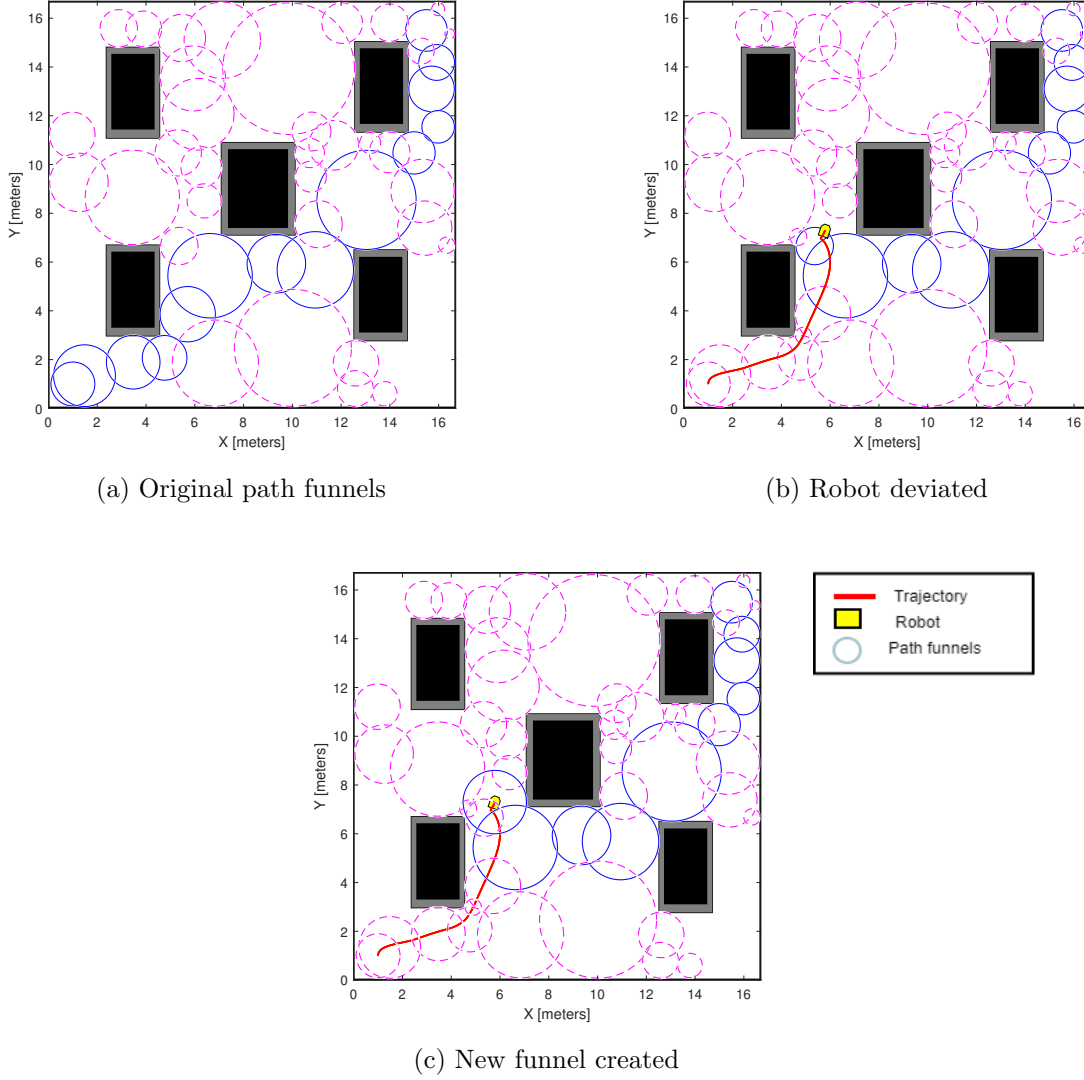 16
14
12
10
8
6
4
2
0
Y [meters]
0 2 4 6 8 10 12 14 16
X [meters]
(a) Original path funnels
16
14
12
10
8
6
4
2
0
Y [meters]
0 2 4 6 8 10 12 14 16
X [meters]
(b) Robot deviated
16
14
12
10
8
6
4
2
0
Y [meters]
0 2 4 6 8 10 12 14 16
X [meters]
(c) New funnel created
Trajectory
Robot
Path funnels